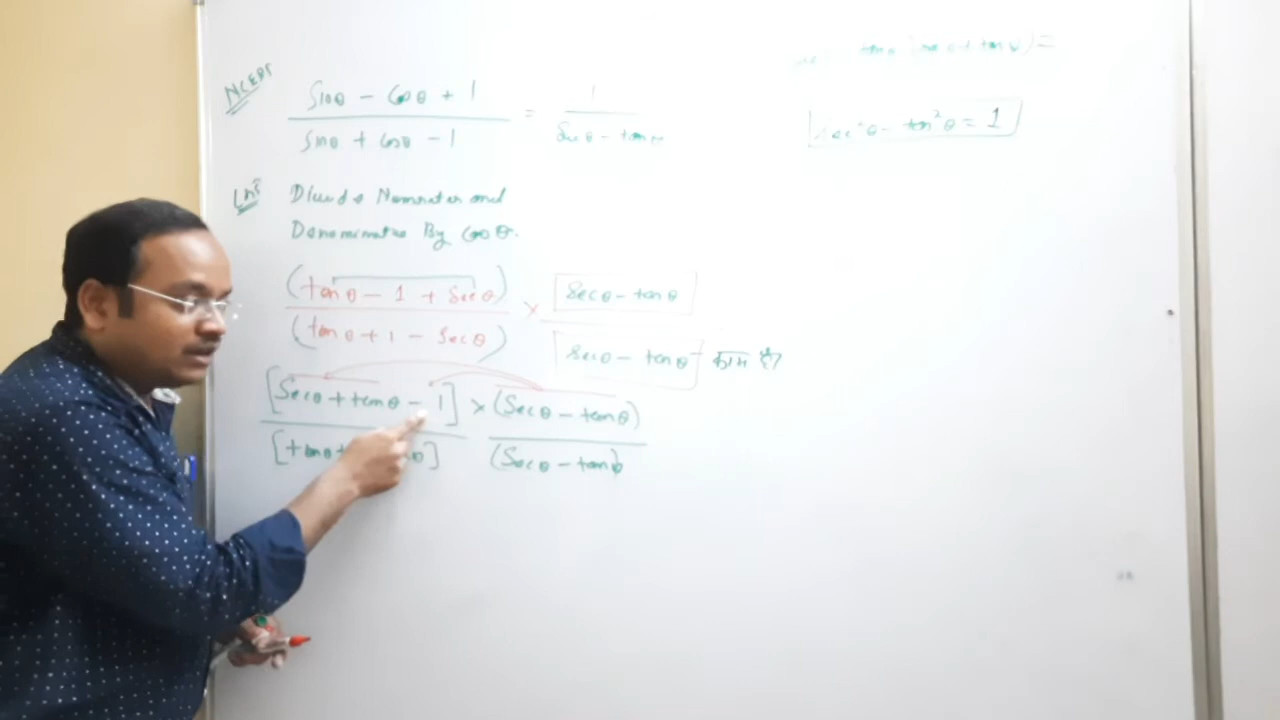 NCERT
sinθ - cosθ + 1 / sinθ + cosθ - 1 = 1 / secθ - tanθ
Divide Numerator and
Denominator By cosθ.
(tanθ - 1 + secθ) / (tanθ + 1 - secθ) × secθ - tanθ / secθ - tanθ
[secθ + tanθ - 1] / [tanθ+ θ] × (secθ - tanθ) / (secθ - tanθ)
sec²θ - tan²θ = 1